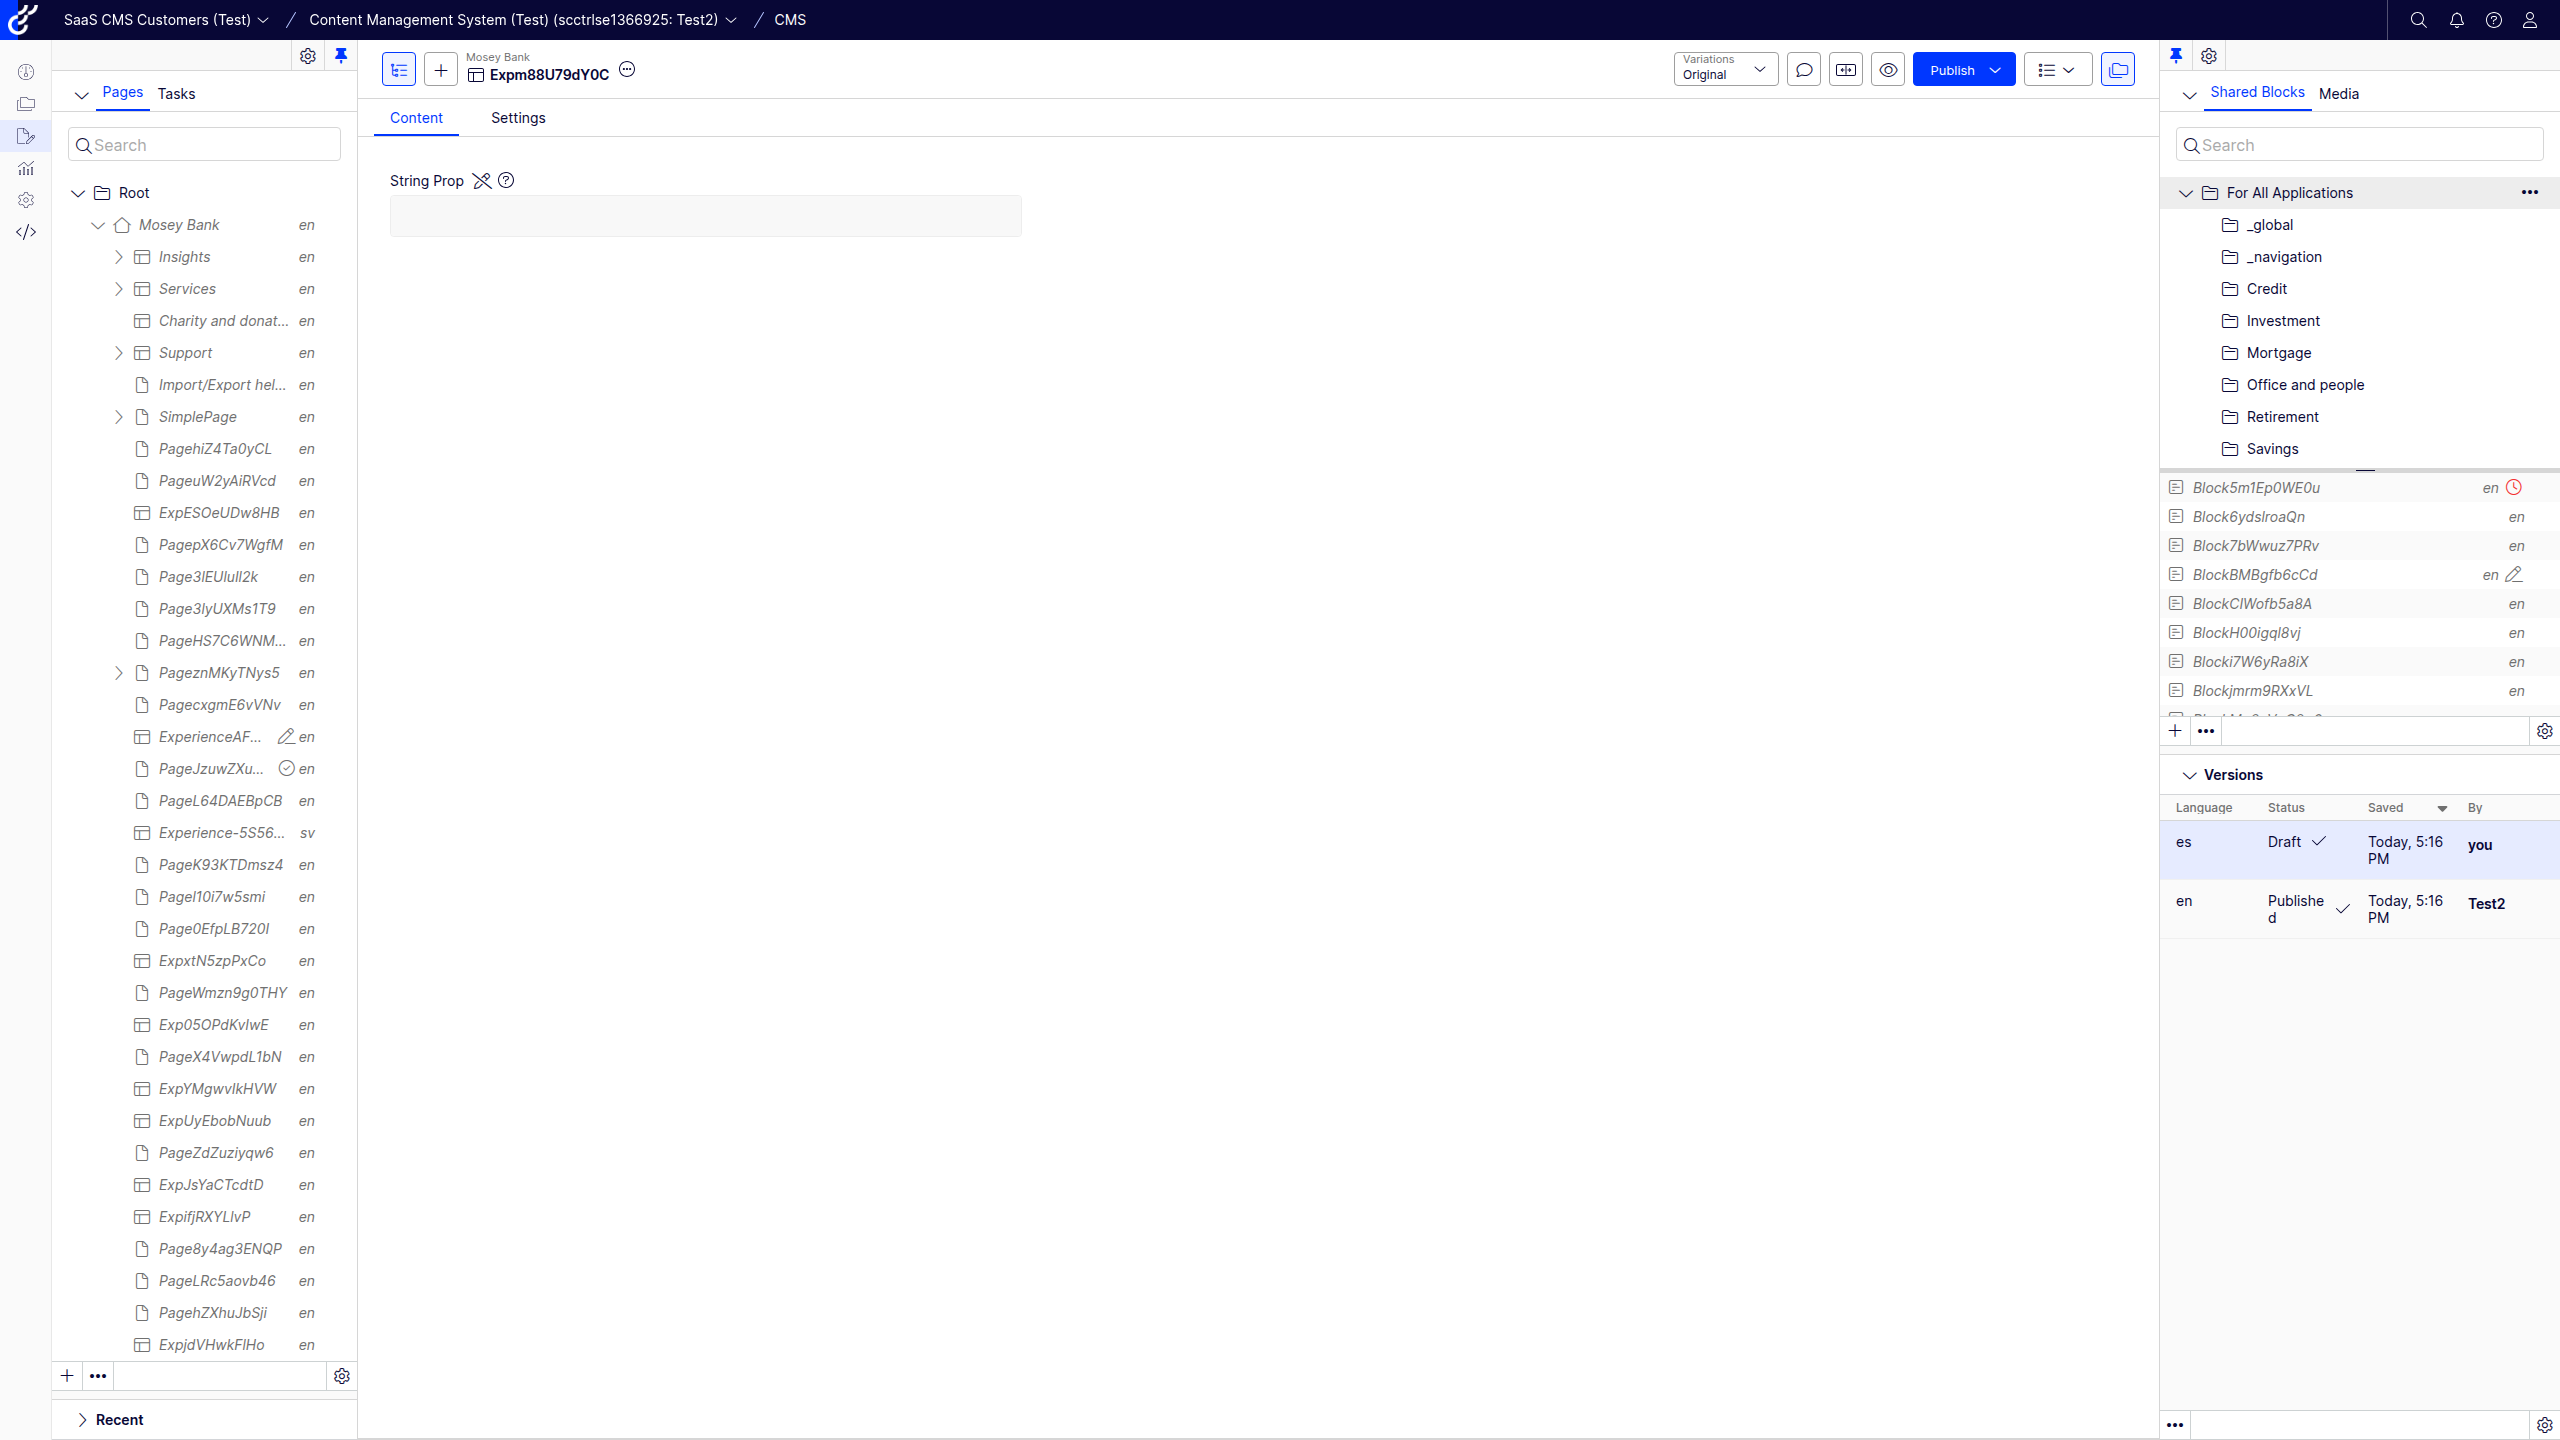 SaaS CMS Customers (Test)
Content Management System (Test) (scctrlse1366925: Test2)
CMS
Pages
Tasks
Search
Root
Mosey Bank en
Insights en
Services en
Charity and donat... en
Support en
Import/Export hel... en
SimplePage en
PagehiZ4Ta0yCL en
PageuW2yAiRVcd en
ExpESOeUDw8HB en
PagepX6Cv7WgfM en
Page3lEUluII2k en
Page3lyUXMs1T9 en
PageHS7C6WNM... en
PageznMKyTNys5 en
PagecxgmE6vVNv en
ExperienceAF... en
PageJzuwZXu... en
PageL64DAEBpCB en
Experience-5S56... sv
PageK93KTDmsz4 en
PageI10i7w5smi en
Page0EfpLB720I en
ExpxtN5zpPxCo en
PageWmzn9g0THY en
Exp05OPdKvlwE en
PageX4VwpdL1bN en
ExpYMgwvlkHVW en
ExpUyEbobNuub en
PageZdZuziyqw6 en
ExpJsYaCTcdtD en
ExpifjRXYLIvP en
Page8y4ag3ENQP en
PageLRc5aovb46 en
PagehZXhuJbSji en
ExpjdVHwkFIHo en
Recent
Mosey Bank
Expm88U79dY0C
Variations
Original
Publish
Content
Settings
String Prop
Shared Blocks
Media
Search
For All Applications
_global
_navigation
Credit
Investment
Mortgage
Office and people
Retirement
Savings
Block5m1Ep0WE0u en
Block6ydslroaQn en
Block7bWwuz7PRv en
BlockBMBgfb6cCd en
BlockClWofb5a8A en
BlockH00igql8vj en
Blocki7W6yRa8iX en
Blockjmrm9RXxVL en
Versions
Language Status Saved By
es Draft Today, 5:16 PM you
en Published Today, 5:16 PM Test2